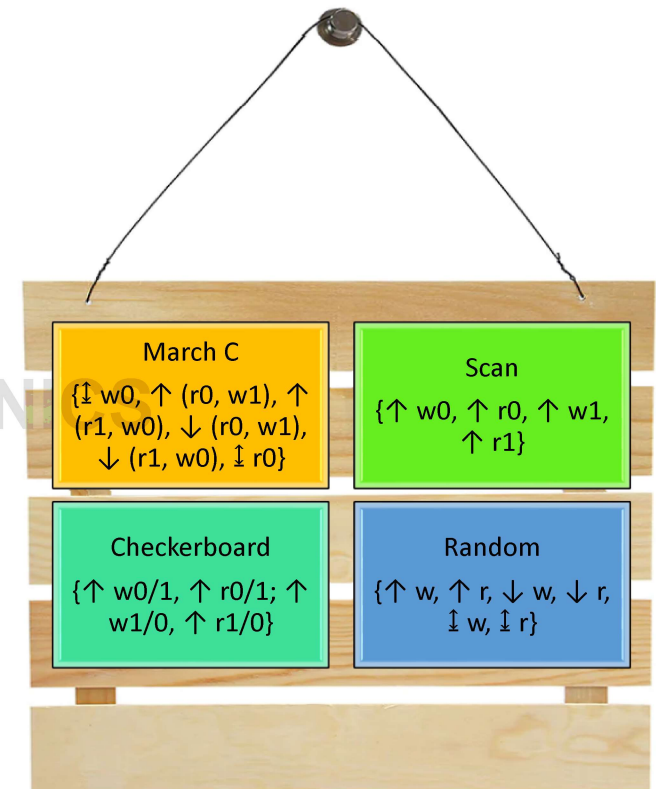 March C
{↕ w0, ↑ (r0, w1), ↑
(r1, w0), ↓ (r0, w1),
↓ (r1, w0), ↕ r0}
Scan
{↑ w0, ↑ r0, ↑ w1,
↑ r1}
NICS
Checkerboard
{↑ w0/1, ↑ r0/1; ↑
w1/0, ↑ r1/0}
Random
{↑ w, ↑ r, ↓ w, ↓ r,
↕ w, ↕ r}